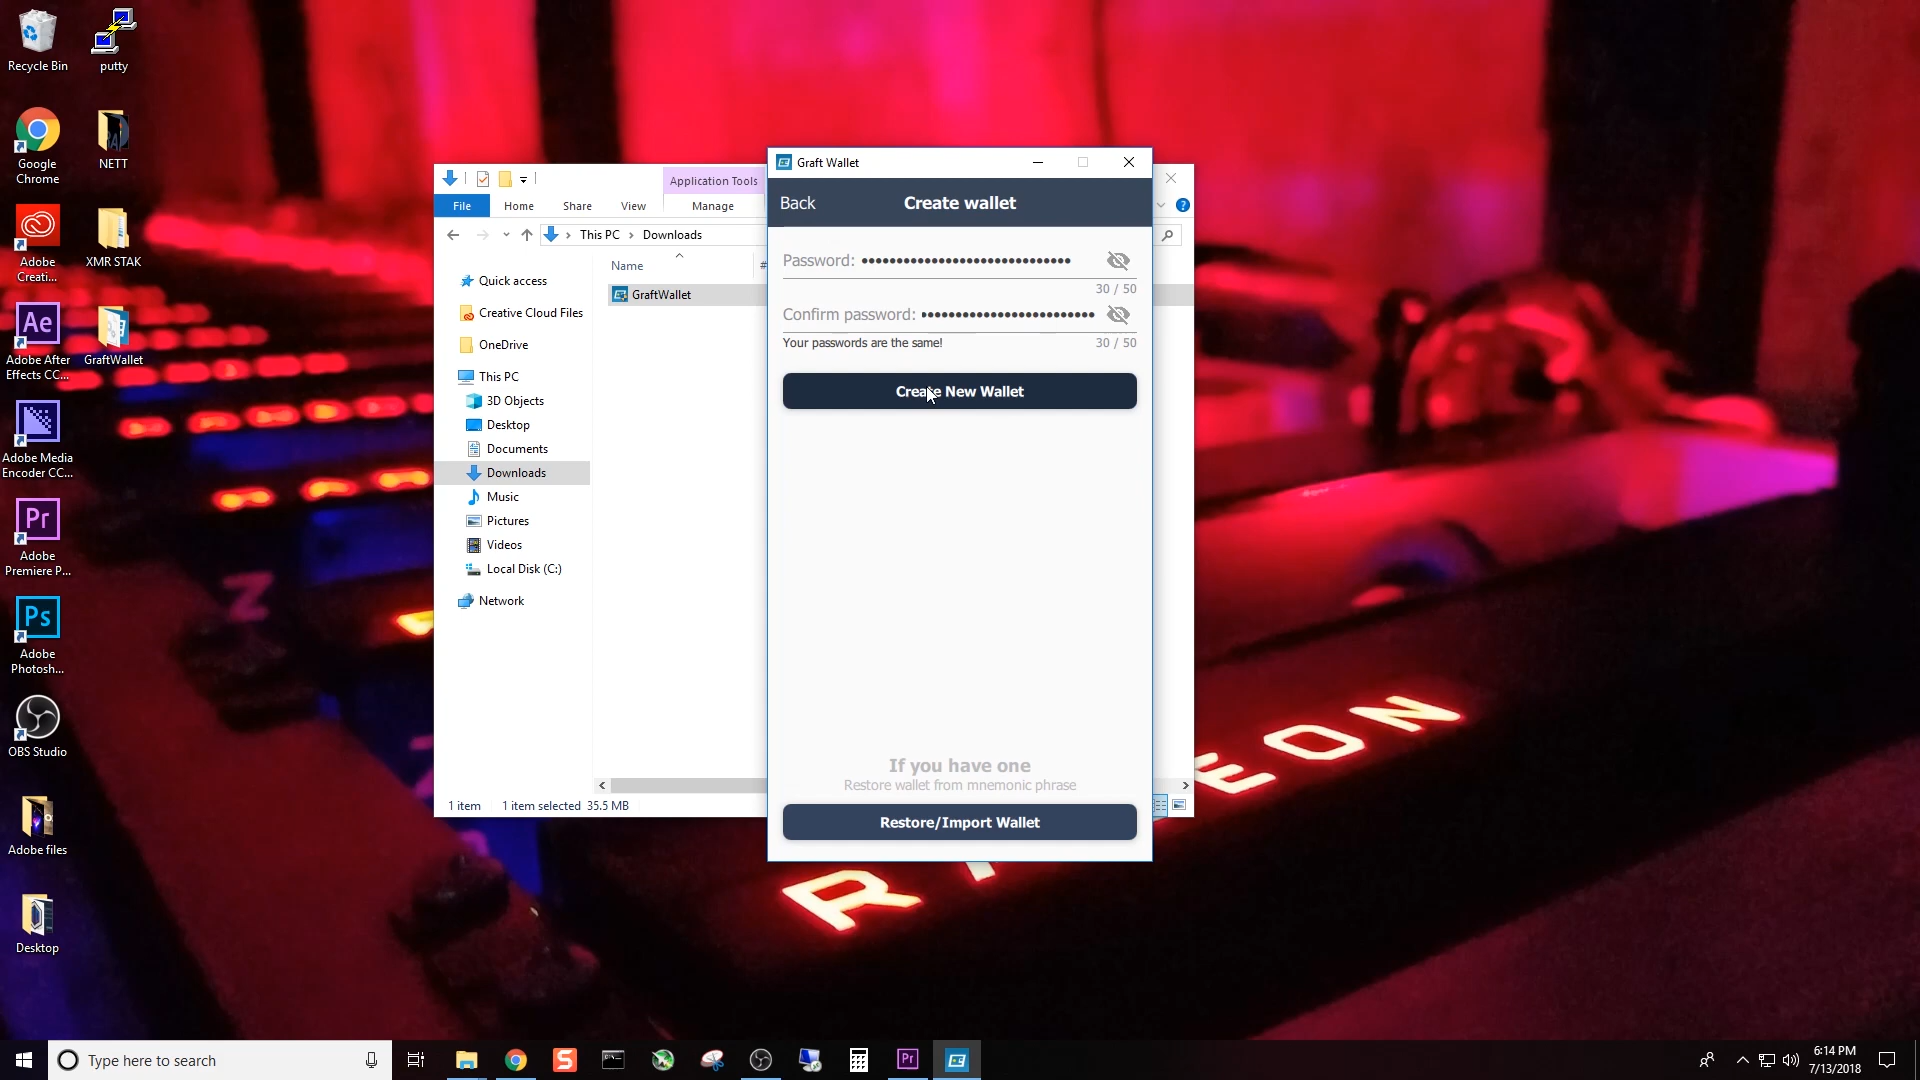 Recycle Bin
putty
Google
Chrome
NETT
Adobe
Creati...
XMR STAK
Ae
Adobe After
Effects CC...
GraftWallet
Adobe Media
Encoder CC...
Pr
Adobe
Premiere P...
Ps
Adobe
Photosh...
OBS Studio
Adobe files
Desktop
Application Tools
File
Home
Share
View
Manage
This PC
Downloads
Name
#
GraftWallet
Quick access
Creative Cloud Files
OneDrive
This PC
3D Objects
Desktop
Documents
Downloads
Music
Pictures
Videos
Local Disk (C:)
Network
1 item
1 item selected 35.5 MB
Graft Wallet
Back
Create wallet
Password: ••••••••••••••••••••••••••••••
30 / 50
Confirm password: •••••••••••••••••••••••••
Your passwords are the same!
30 / 50
Create New Wallet
If you have one
Restore wallet from mnemonic phrase
Restore/Import Wallet
EON
R
Z
Type here to search
S
Pr
6:14 PM
7/13/2018